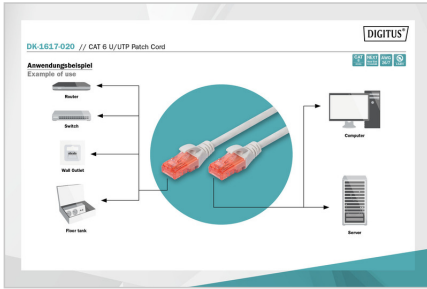 DIGITUS®
DK-1617-020 // CAT 6 U/UTP Patch Cord
Anwendungsbeispiel
Example of use
Router
Switch
Wall Outlet
Floor tank
Computer
Server